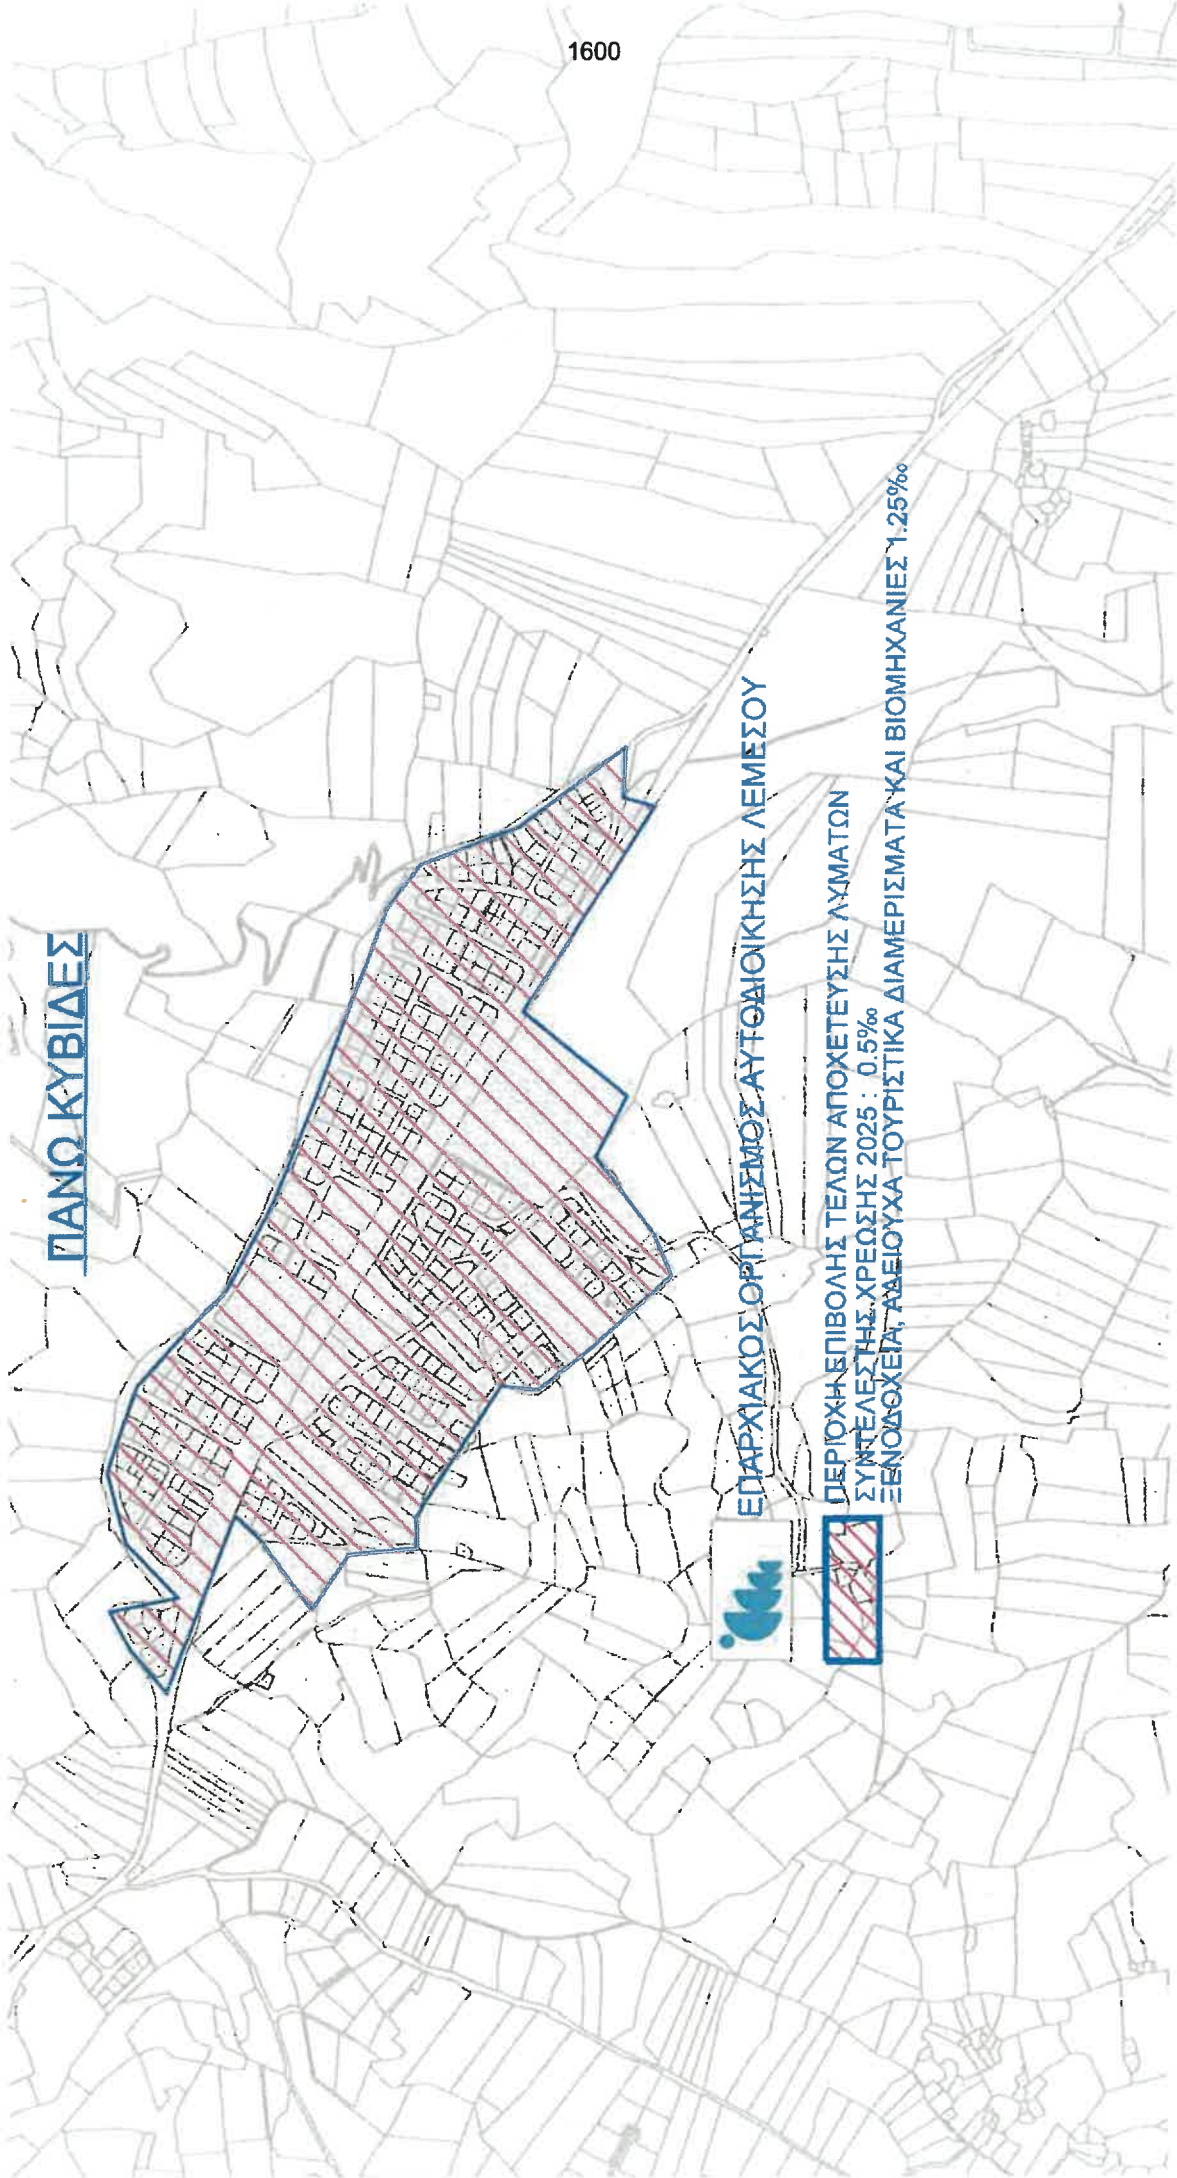 1600
ΠΑΝΩ ΚΥΒΙΔΕΣ
ΕΠΑΡΧΙΑΚΟΣ ΟΡΓΑΝΙΣΜΟΣ ΑΥΤΟΔΙΟΙΚΗΣΗΣ ΛΕΜΕΣΟΥ
ΠΕΡΙΟΧΗ ΕΠΙΒΟΛΗΣ ΤΕΛΩΝ ΑΠΟΧΕΤΕΥΣΗΣ ΛΥΜΑΤΩΝ
ΣΥΝΤΕΛΕΣΤΗΣ ΧΡΕΩΣΗΣ 2025 : 0.5‰
ΞΕΝΟΔΟΧΕΙΑ, ΑΔΕΙΟΥΧΑ ΤΟΥΡΙΣΤΙΚΑ ΔΙΑΜΕΡΙΣΜΑΤΑ ΚΑΙ ΒΙΟΜΗΧΑΝΙΕΣ 1.25‰